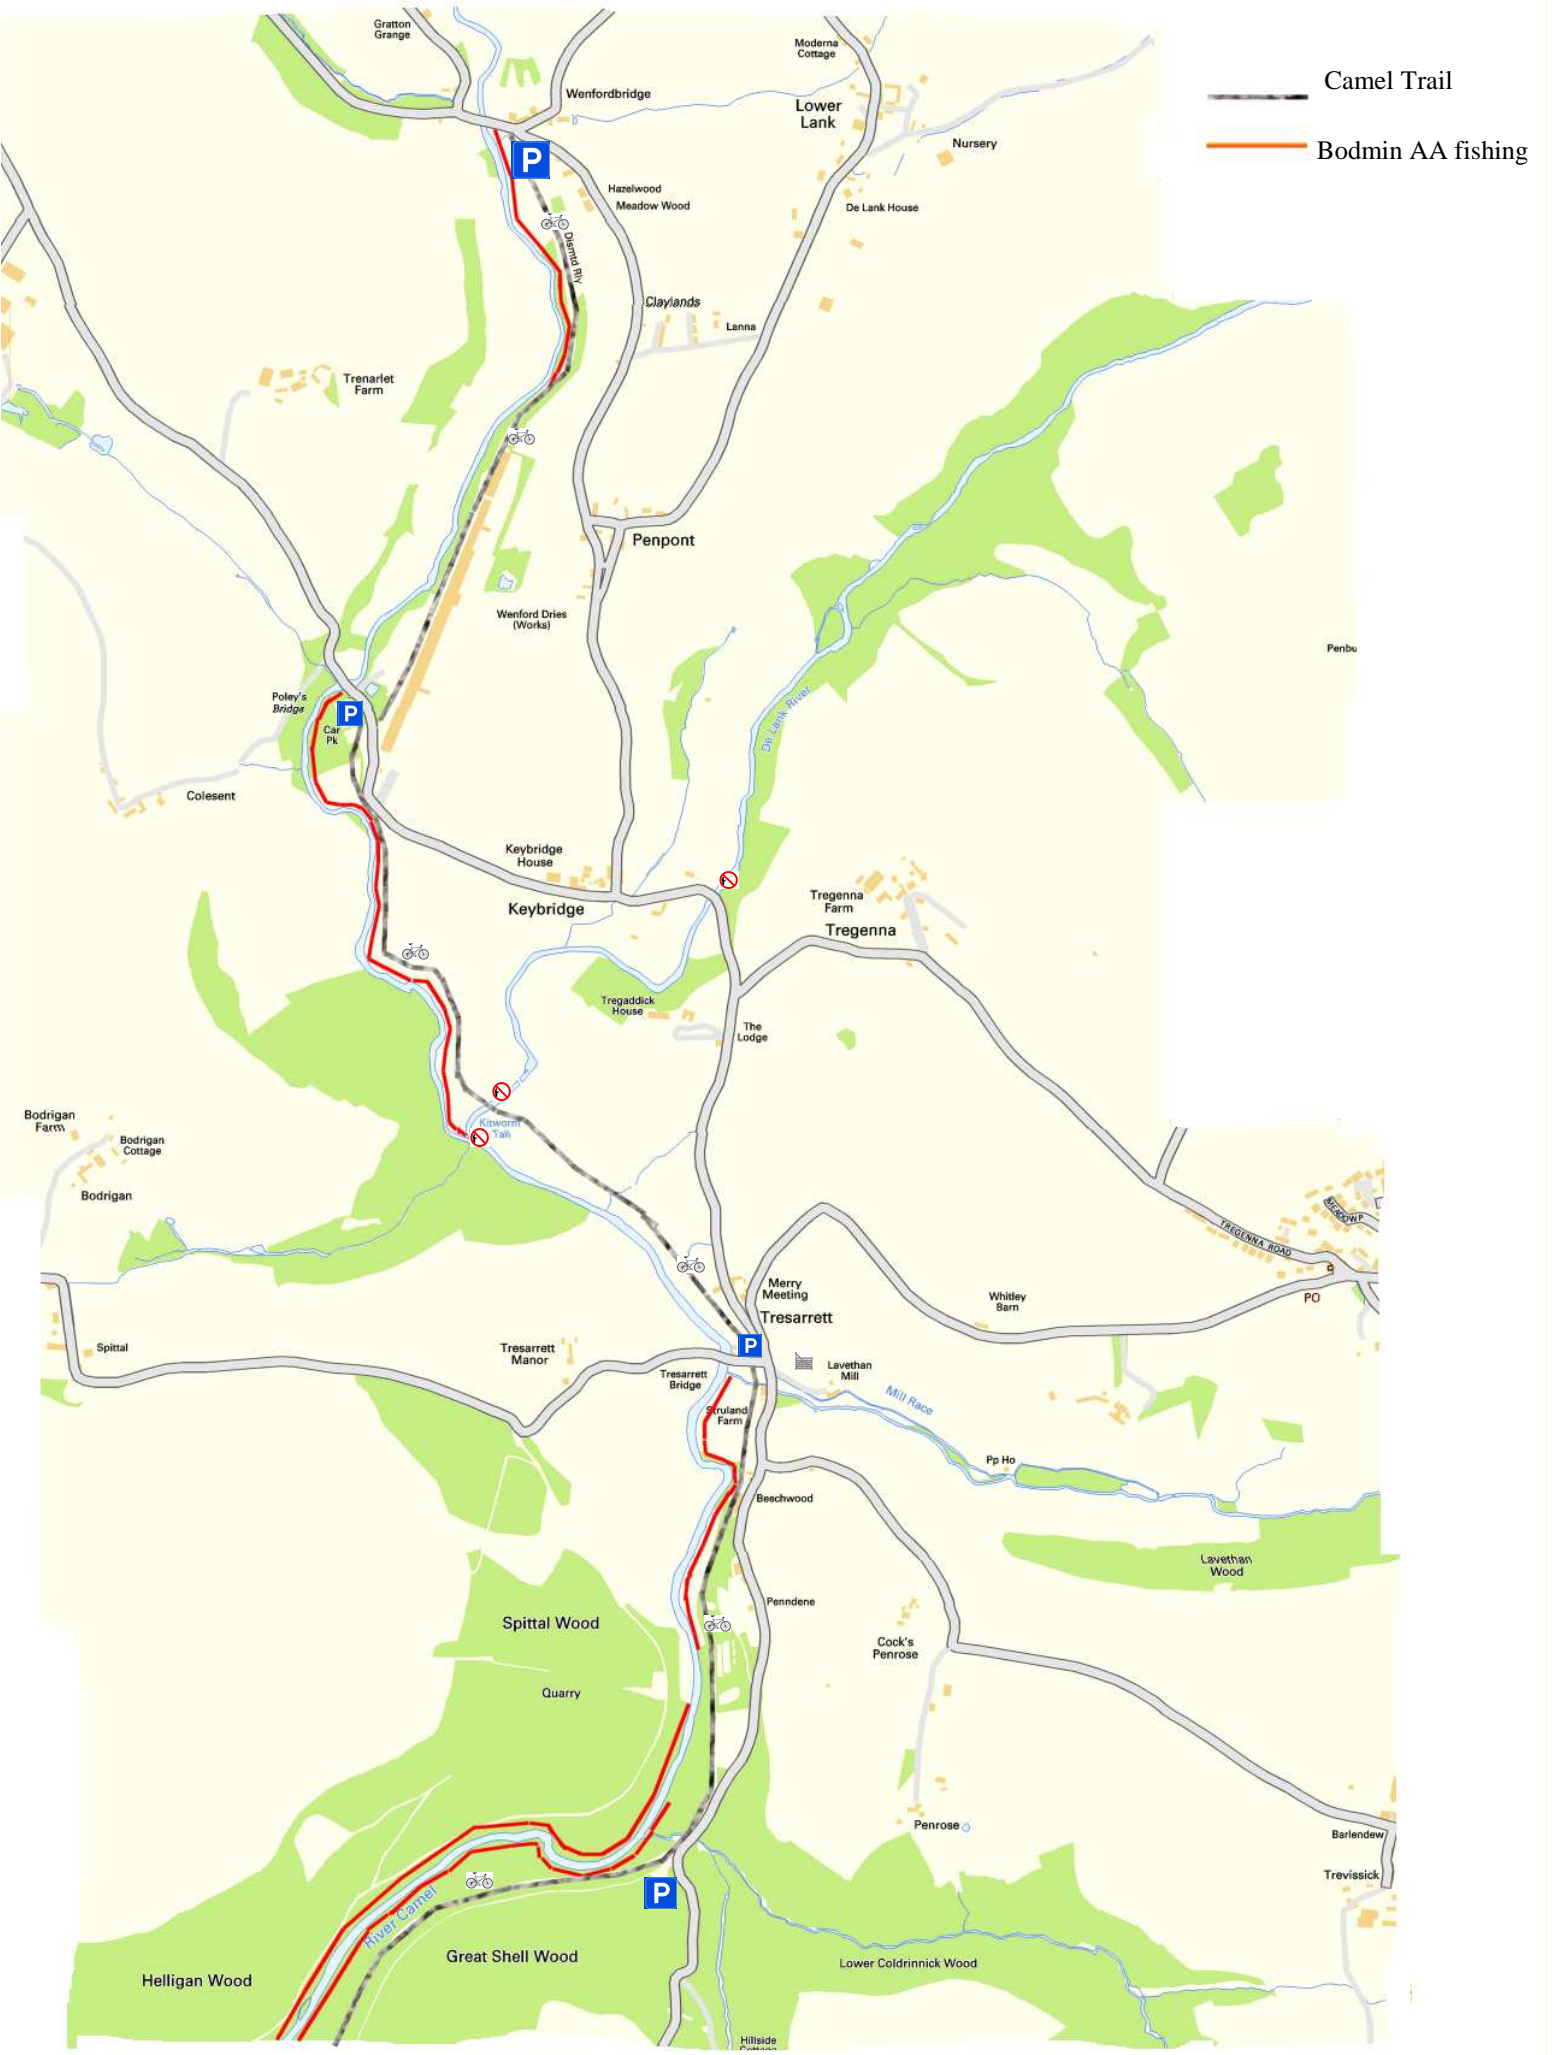 Gratton
Grange
Moderna
Cottage
Camel Trail
Wenfordbridge
Lower
Lank
Nursery
Bodmin AA fishing
P
Hazelwood
Meadow Wood
De Lank House
Dismtd Rly
Claylands
Lanna
Trenarlet
Farm
Penpont
Wenford Dries
(Works)
Penbu
Poley's
Bridge
P
Car
Pk
De Lank River
Colesent
Keybridge
House
Keybridge
Tregenna
Farm
Tregenna
Tregaddick
House
The
Lodge
Bodrigan
Farm
Kitworm
Tail
Bodrigan
Cottage
Bodrigan
MEADOW P
TREGENNA ROAD
Merry
Meeting
Whitley
Barn
PO
Tresarrett
Spittal
Tresarrett
Manor
P
Tresarrett
Bridge
Lavethan
Mill
Mill Race
Struland
Farm
Pp Ho
Beechwood
Lavethan
Wood
Spittal Wood
Penndene
Cock's
Penrose
Quarry
Penrose
Barlendew
Trevissick
P
River Camel
Great Shell Wood
Lower Coldrinnick Wood
Helligan Wood
Hillside